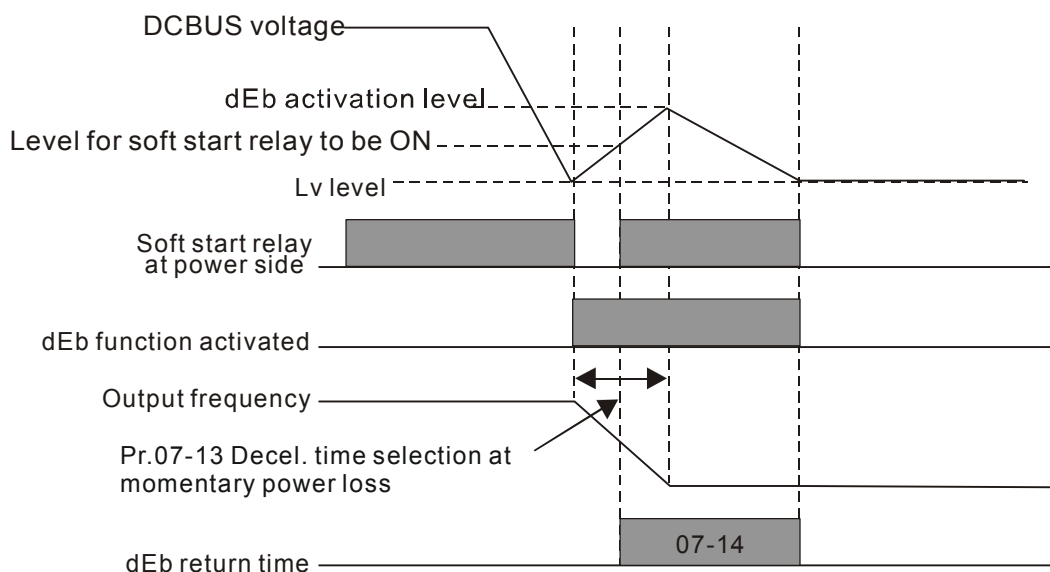 DCBUS voltage
dEb activation level
Level for soft start relay to be ON
Lv level
Soft start relay
at power side
dEb function activated
Output frequency
Pr.07-13 Decel. time selection at
momentary power loss
07-14
dEb return time